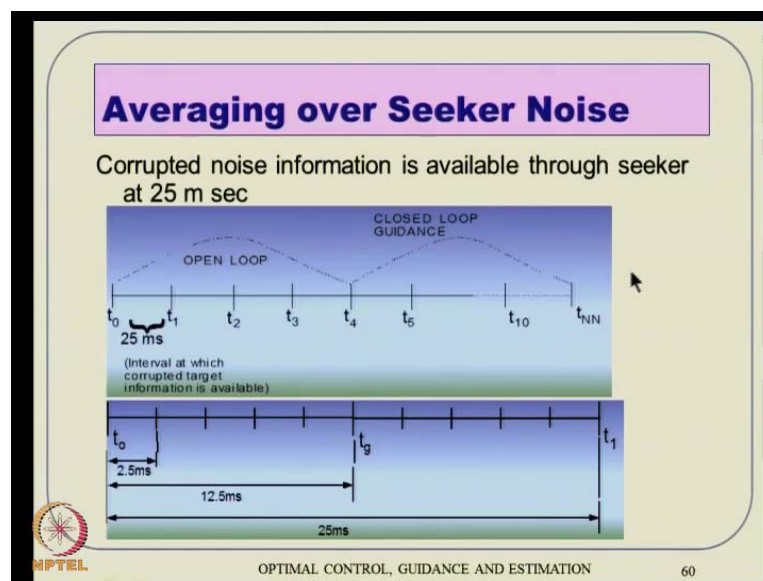 Averaging over Seeker Noise
Corrupted noise information is available through seeker
at 25 m sec
CLOSED LOOP
GUIDANCE
OPEN LOOP
t0 t1 t2 t3 t4 t5 t10 tNN
25 ms
(Interval at which
corrupted target
information is available)
to tg t1
2.5ms
12.5ms
25ms
NPTEL
OPTIMAL CONTROL, GUIDANCE AND ESTIMATION 60